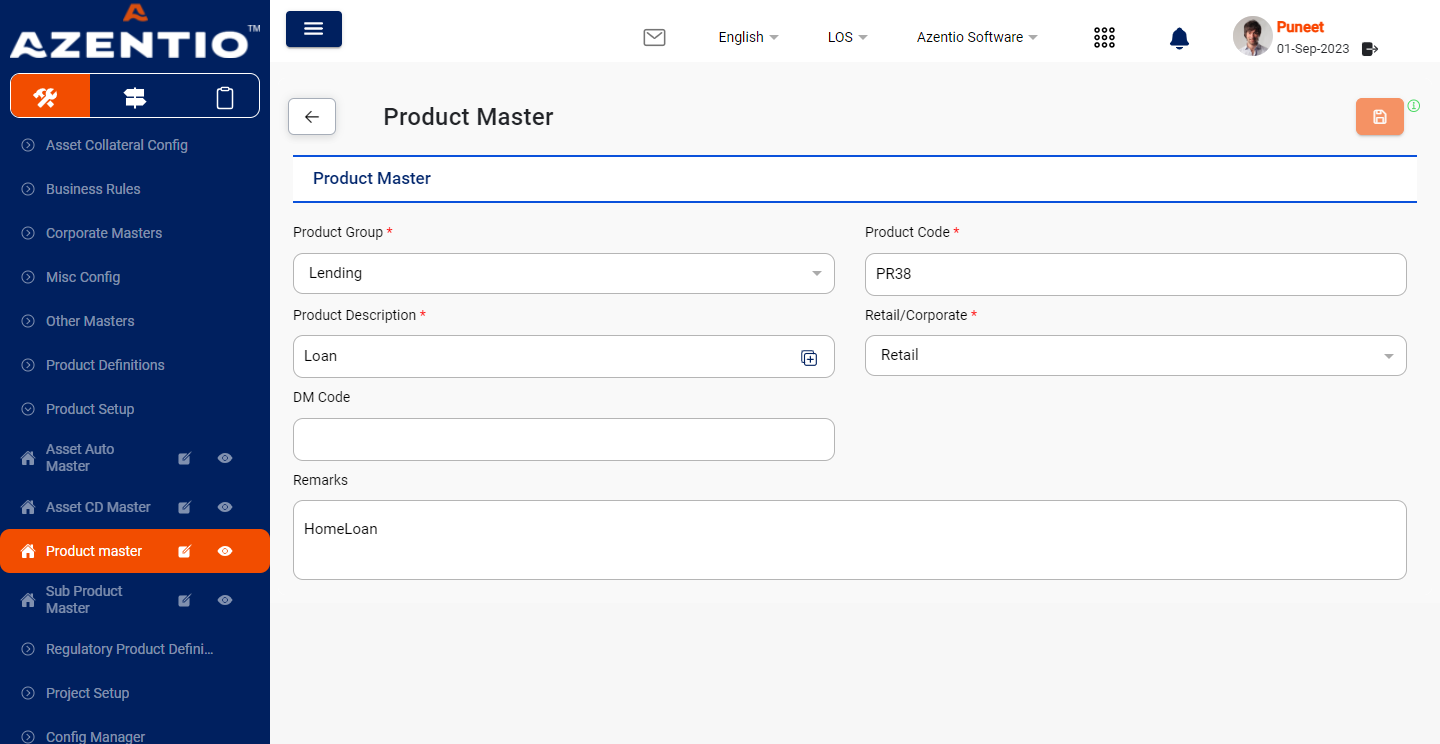 AZENTIO™
English
LOS
Azentio Software
Puneet
01-Sep-2023
Asset Collateral Config
Business Rules
Corporate Masters
Misc Config
Other Masters
Product Definitions
Product Setup
Asset Auto
Master
Asset CD Master
Product master
Sub Product
Master
Regulatory Product Defini...
Project Setup
Config Manager
Product Master
Product Master
Product Group *
Lending
Product Code *
PR38
Product Description *
Loan
Retail/Corporate *
Retail
DM Code
Remarks
HomeLoan